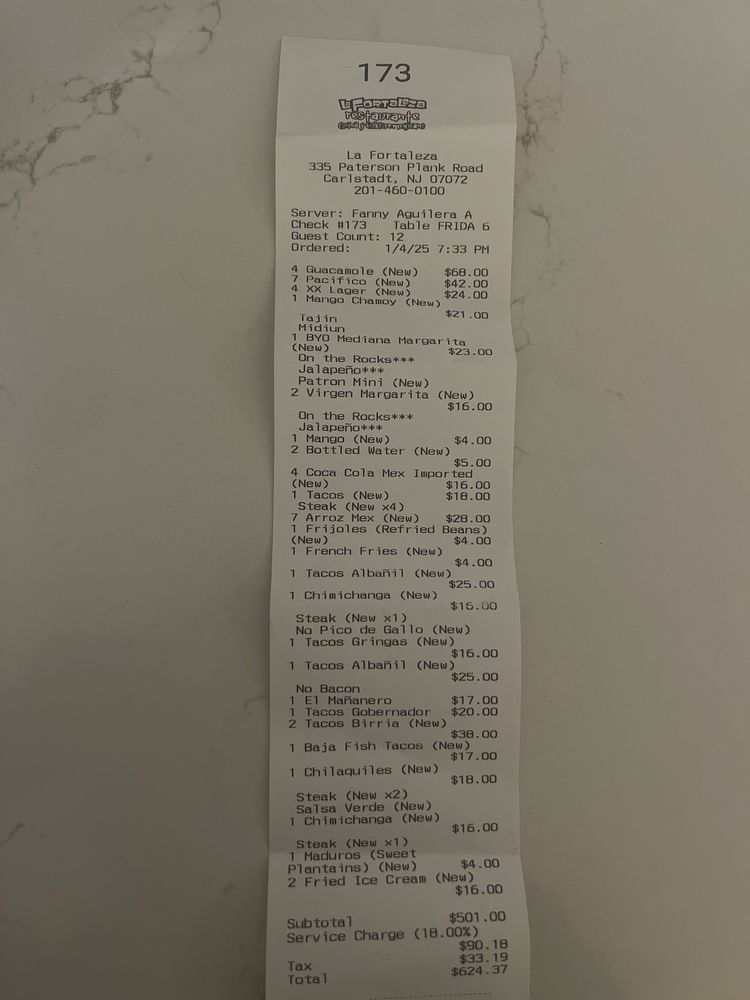 173
La Fortaleza
restaurante
La Fortaleza
335 Paterson Plank Road
Carlstadt, NJ 07072
201-460-0100
Server: Fanny Aguilera A
Check #173 Table FRIDA 6
Guest Count: 12
Ordered: 1/4/25 7:33 PM
4 Guacamole (New) $68.00
7 Pacifico (New) $42.00
4 XX Lager (New) $24.00
1 Mango Chamoy (New)
$21.00
Tajin
Midiun
1 BYO Mediana Margarita
(New) $23.00
On the Rocks***
Jalapeño***
Patron Mini (New)
2 Virgen Margarita (New)
$16.00
On the Rocks***
Jalapeño***
1 Mango (New) $4.00
2 Bottled Water (New)
$5.00
4 Coca Cola Mex Imported
(New) $16.00
1 Tacos (New) $18.00
Steak (New x4)
7 Arroz Mex (New) $28.00
1 Frijoles (Refried Beans)
(New) $4.00
1 French Fries (New)
$4.00
1 Tacos Albañil (New)
$25.00
1 Chimichanga (New)
$16.00
Steak (New x1)
No Pico de Gallo (New)
1 Tacos Gringas (New)
$16.00
1 Tacos Albañil (New)
$25.00
No Bacon
1 El Mañanero $17.00
1 Tacos Gobernador $20.00
2 Tacos Birria (New)
$38.00
1 Baja Fish Tacos (New)
$17.00
1 Chilaquiles (New)
$18.00
Steak (New x2)
Salsa Verde (New)
1 Chimichanga (New)
$16.00
Steak (New x1)
1 Maduros (Sweet
Plantains) (New) $4.00
2 Fried Ice Cream (New)
$16.00
Subtotal $501.00
Service Charge (18.00%)
$90.18
Tax $33.19
Total $624.37